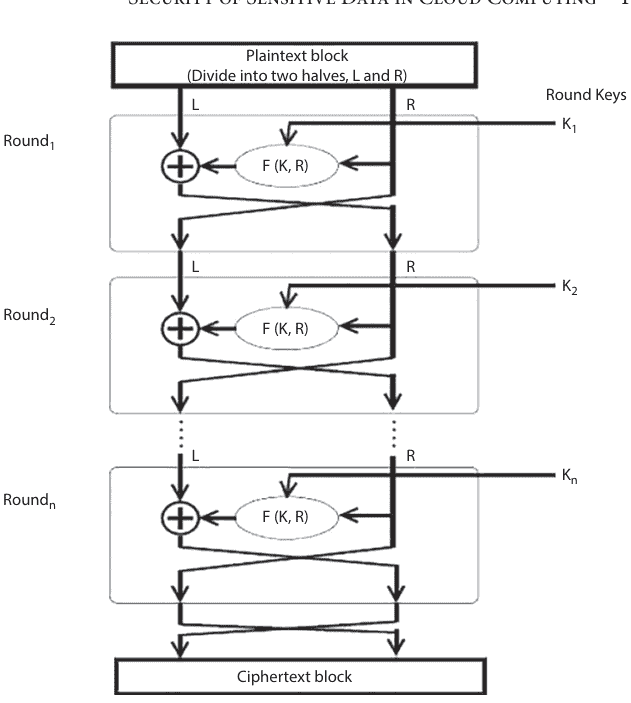 SECURITY OF SENSITIVE DATA IN CLOUD COMPUTING
Plaintext block
(Divide into two halves, L and R)
L
R
Round Keys
K1
Round1
F (K, R)
L
R
K2
Round2
F (K, R)
L
R
Kn
Roundn
F (K, R)
Ciphertext block